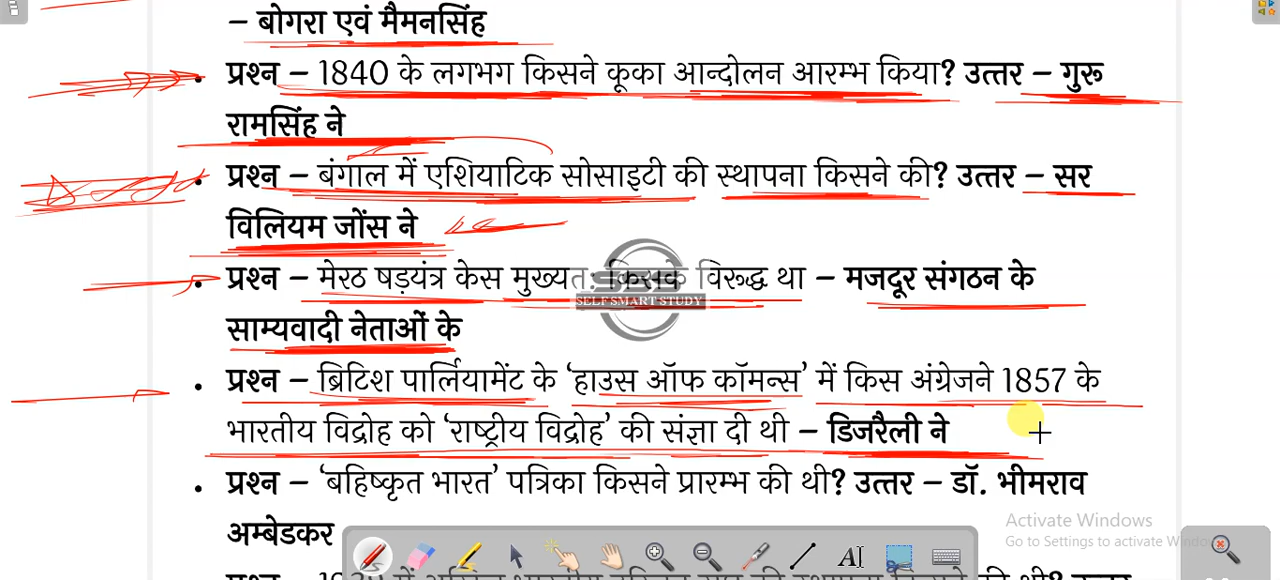 – बोगरा एवं मैमनसिंह
• प्रश्न – 1840 के लगभग किसने कूका आन्दोलन आरम्भ किया? उत्तर – गुरू
रामसिंह ने
• प्रश्न – बंगाल में एशियाटिक सोसाइटी की स्थापना किसने की? उत्तर – सर
विलियम जोंस ने
• प्रश्न – मेरठ षड़यंत्र केस मुख्यत: किसके विरूद्ध था – मजदूर संगठन के
SELF SMART STUDY
साम्यवादी नेताओं के
• प्रश्न – ब्रिटिश पार्लियामेंट के ‘हाउस ऑफ कॉमन्स’ में किस अंग्रेजने 1857 के
भारतीय विद्रोह को ‘राष्ट्रीय विद्रोह’ की संज्ञा दी थी – डिजरैली ने
• प्रश्न – ‘बहिष्कृत भारत’ पत्रिका किसने प्रारम्भ की थी? उत्तर – डॉ. भीमराव
अम्बेडकर
Activate Windows
Go to Settings to activate Windows